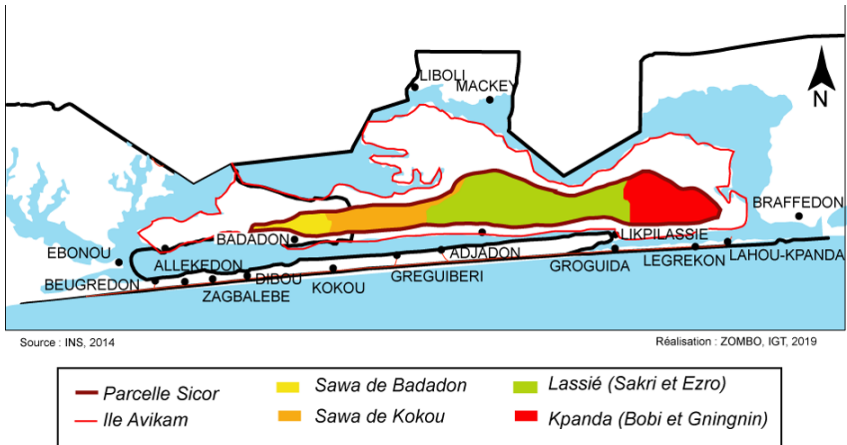 LIBOLI
MACKEY
N
BRAFFEDON
BADADON
LIKPILASSIE
EBONOU
ALLEKEDON
ADJADON
LAHOU-KPANDA
BEUGREDON
DIBOU
KOKOU
GREGUIBERI
GROGUIDA
LEGREKON
ZAGBALEBE
Source : INS, 2014
Réalisation : ZOMBO, IGT, 2019
Parcelle Sicor
Sawa de Badadon
Lassié (Sakri et Ezro)
Ile Avikam
Sawa de Kokou
Kpanda (Bobi et Gningnin)